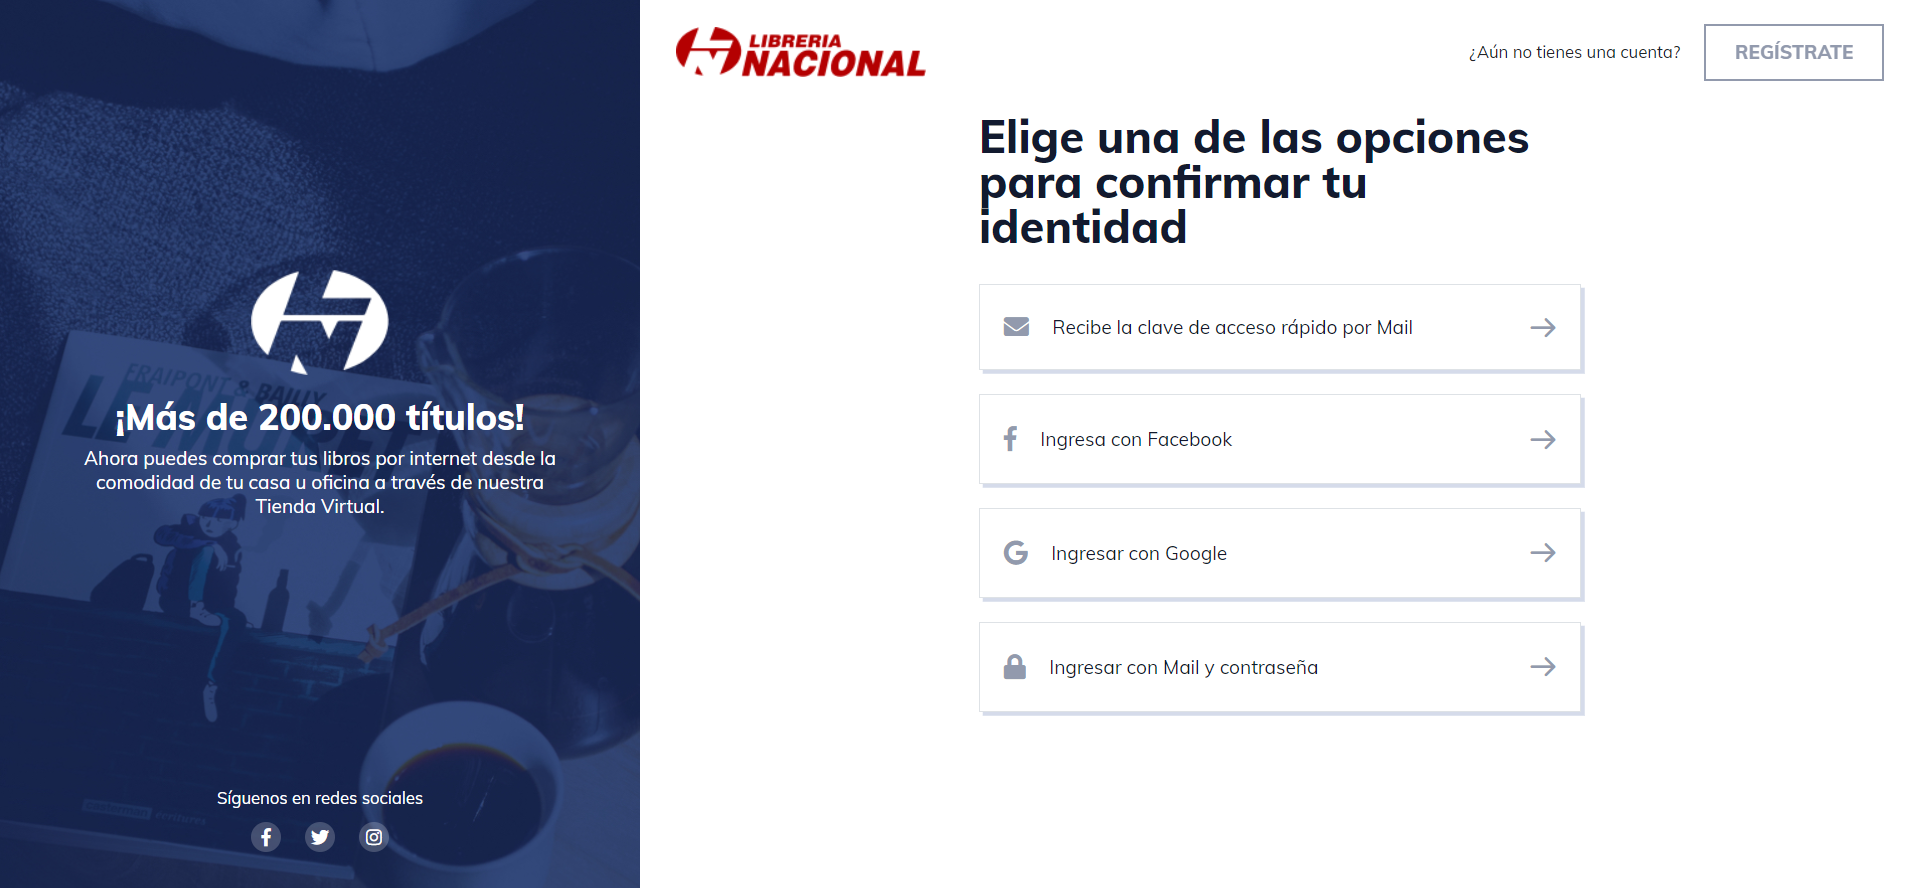 LIBRERIA
NACIONAL
¿Aún no tienes una cuenta?
REGÍSTRATE
Elige una de las opciones
para confirmar tu
identidad
Recibe la clave de acceso rápido por Mail
Ingresa con Facebook
Ingresar con Google
Ingresar con Mail y contraseña
FRAIPONT & BAILLY
¡Más de 200.000 títulos!
Ahora puedes comprar tus libros por internet desde la
comodidad de tu casa u oficina a través de nuestra
Tienda Virtual.
Síguenos en redes sociales